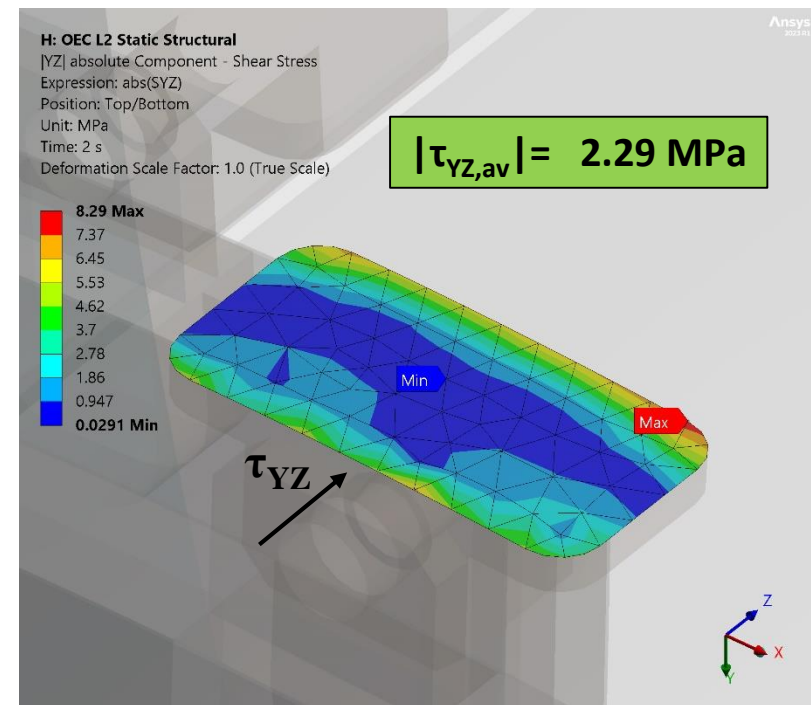 Ansys
H: OEC L2 Static Structural
|YZ| absolute Component - Shear Stress
Expression: abs(SYZ)
Position: Top/Bottom
Unit: MPa
Time: 2 s
Deformation Scale Factor: 1.0 (True Scale)
|τYZ,av|= 2.29 MPa
8.29 Max
7.37
6.45
5.53
4.62
3.7
2.78
1.86
0.947
0.0291 Min
Min
Max
τYZ
Z
X
Y